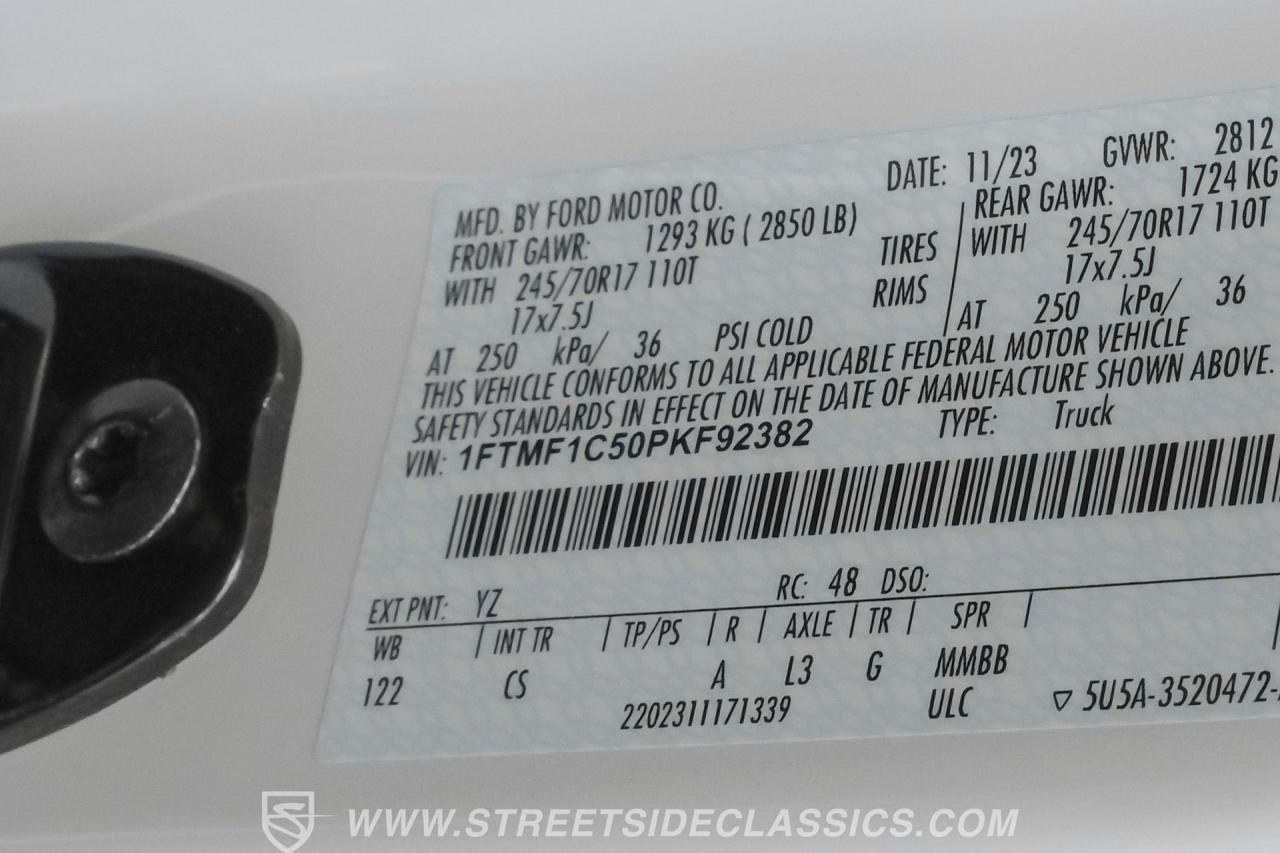 MFD. BY FORD MOTOR CO. DATE: 11/23 GVWR: 2812
FRONT GAWR: 1293 KG ( 2850 LB) REAR GAWR: 1724 KG
WITH 245/70R17 110T TIRES WITH 245/70R17 110T
17x7.5J RIMS 17x7.5J
AT 250 kPa/ 36 PSI COLD AT 250 kPa/ 36
THIS VEHICLE CONFORMS TO ALL APPLICABLE FEDERAL MOTOR VEHICLE
SAFETY STANDARDS IN EFFECT ON THE DATE OF MANUFACTURE SHOWN ABOVE.
VIN: 1FTMF1C50PKF92382 TYPE: Truck
EXT PNT: YZ RC: 48 DSO:
WB INT TR TP/PS R AXLE TR SPR
122 CS A L3 G MMBB
2202311171339 ULC ▽ 5U5A-3520472-
WWW.STREETSIDECLASSICS.COM